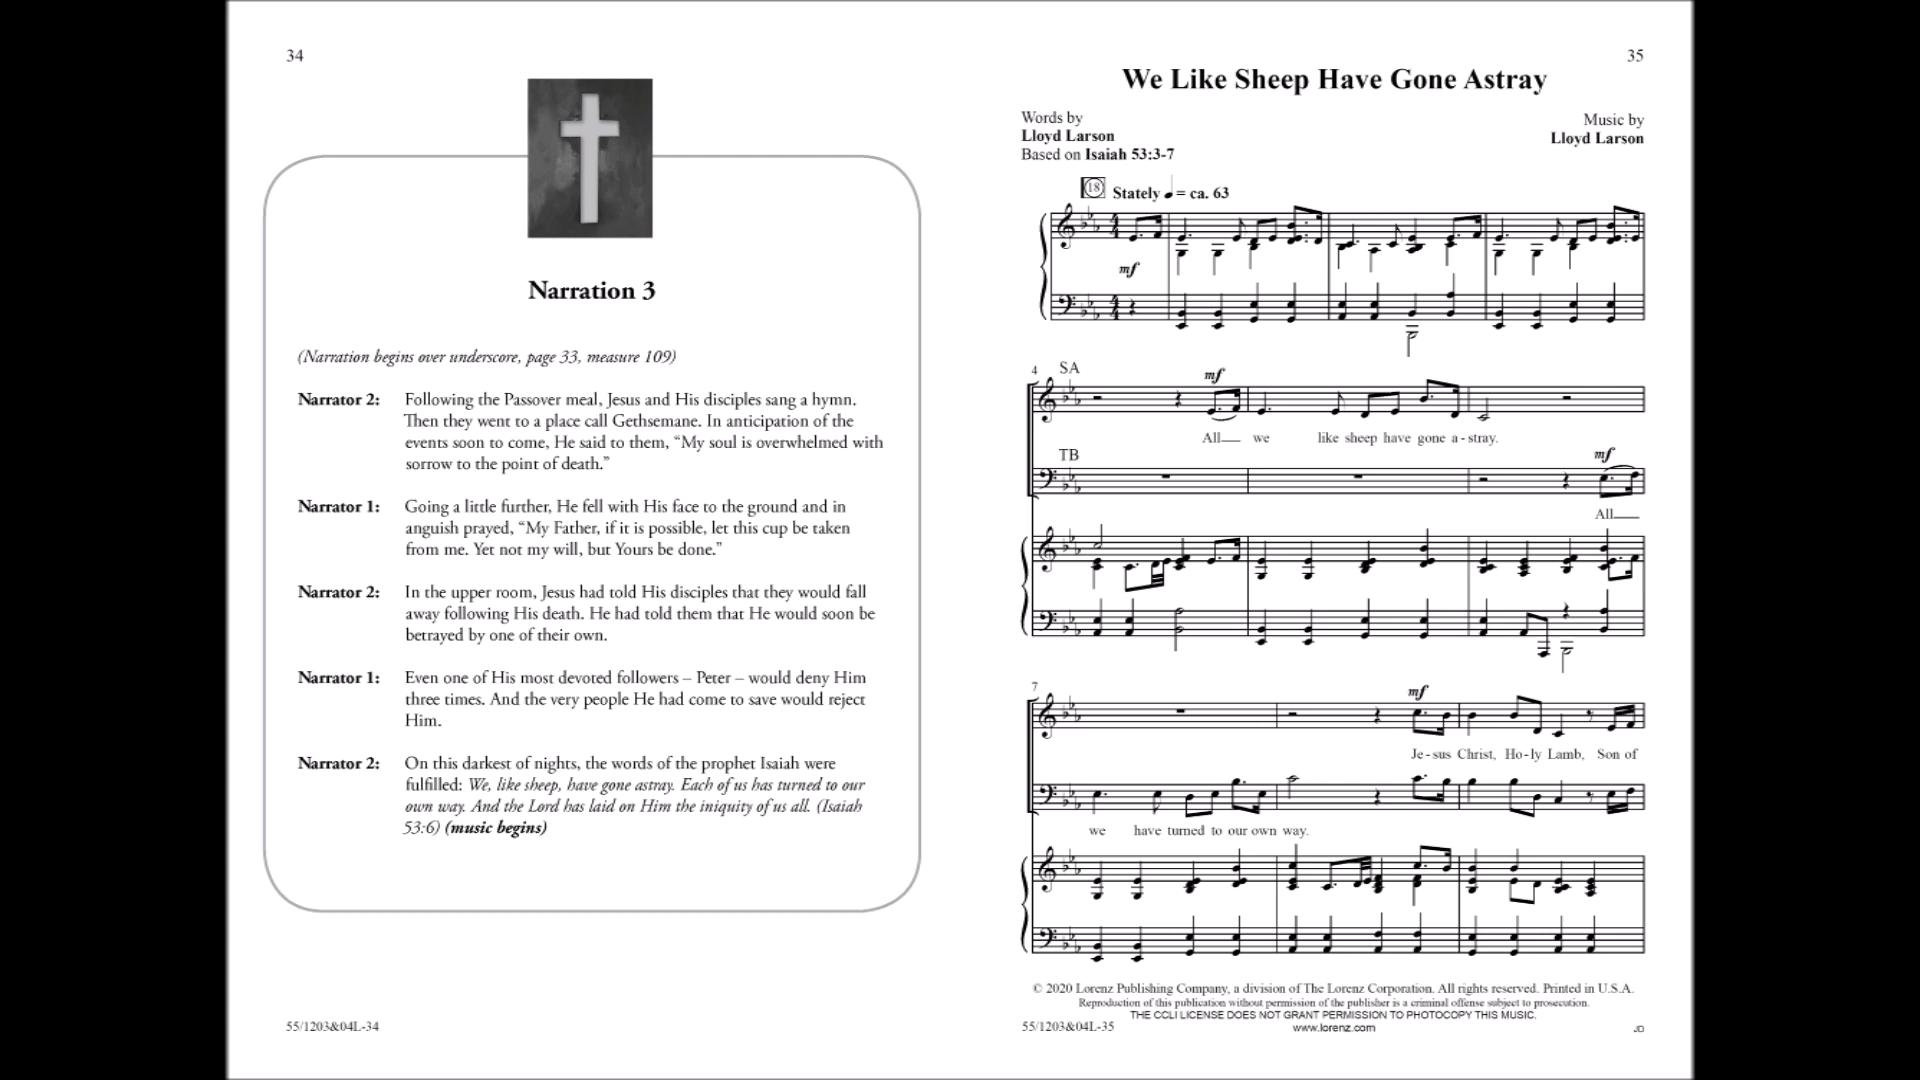 34
Narration 3
(Narration begins over underscore, page 33, measure 109)
Narrator 2: Following the Passover meal, Jesus and His disciples sang a hymn.
Then they went to a place call Gethsemane. In anticipation of the
events soon to come, He said to them, “My soul is overwhelmed with
sorrow to the point of death.”
Narrator 1: Going a little further, He fell with His face to the ground and in
anguish prayed, “My Father, if it is possible, let this cup be taken
from me. Yet not my will, but Yours be done.”
Narrator 2: In the upper room, Jesus had told His disciples that they would fall
away following His death. He had told them that He would soon be
betrayed by one of their own.
Narrator 1: Even one of His most devoted followers – Peter – would deny Him
three times. And the very people He had come to save would reject
Him.
Narrator 2: On this darkest of nights, the words of the prophet Isaiah were
fulfilled: We, like sheep, have gone astray. Each of us has turned to our
own way. And the Lord has laid on Him the iniquity of us all. (Isaiah
53:6) (music begins)
55/1203&04L-34
35
We Like Sheep Have Gone Astray
Words by
Lloyd Larson
Based on Isaiah 53:3-7
Music by
Lloyd Larson
18 Stately ♩ = ca. 63
mf
4 SA
mf
All we like sheep have gone a - stray.
TB
mf
All
7
mf
Je - sus Christ, Ho - ly Lamb, Son of
we have turned to our own way.
© 2020 Lorenz Publishing Company, a division of The Lorenz Corporation. All rights reserved. Printed in U.S.A.
Reproduction of this publication without permission of the publisher is a criminal offense subject to prosecution.
THE CCLI LICENSE DOES NOT GRANT PERMISSION TO PHOTOCOPY THIS MUSIC.
55/1203&04L-35 www.lorenz.com JD